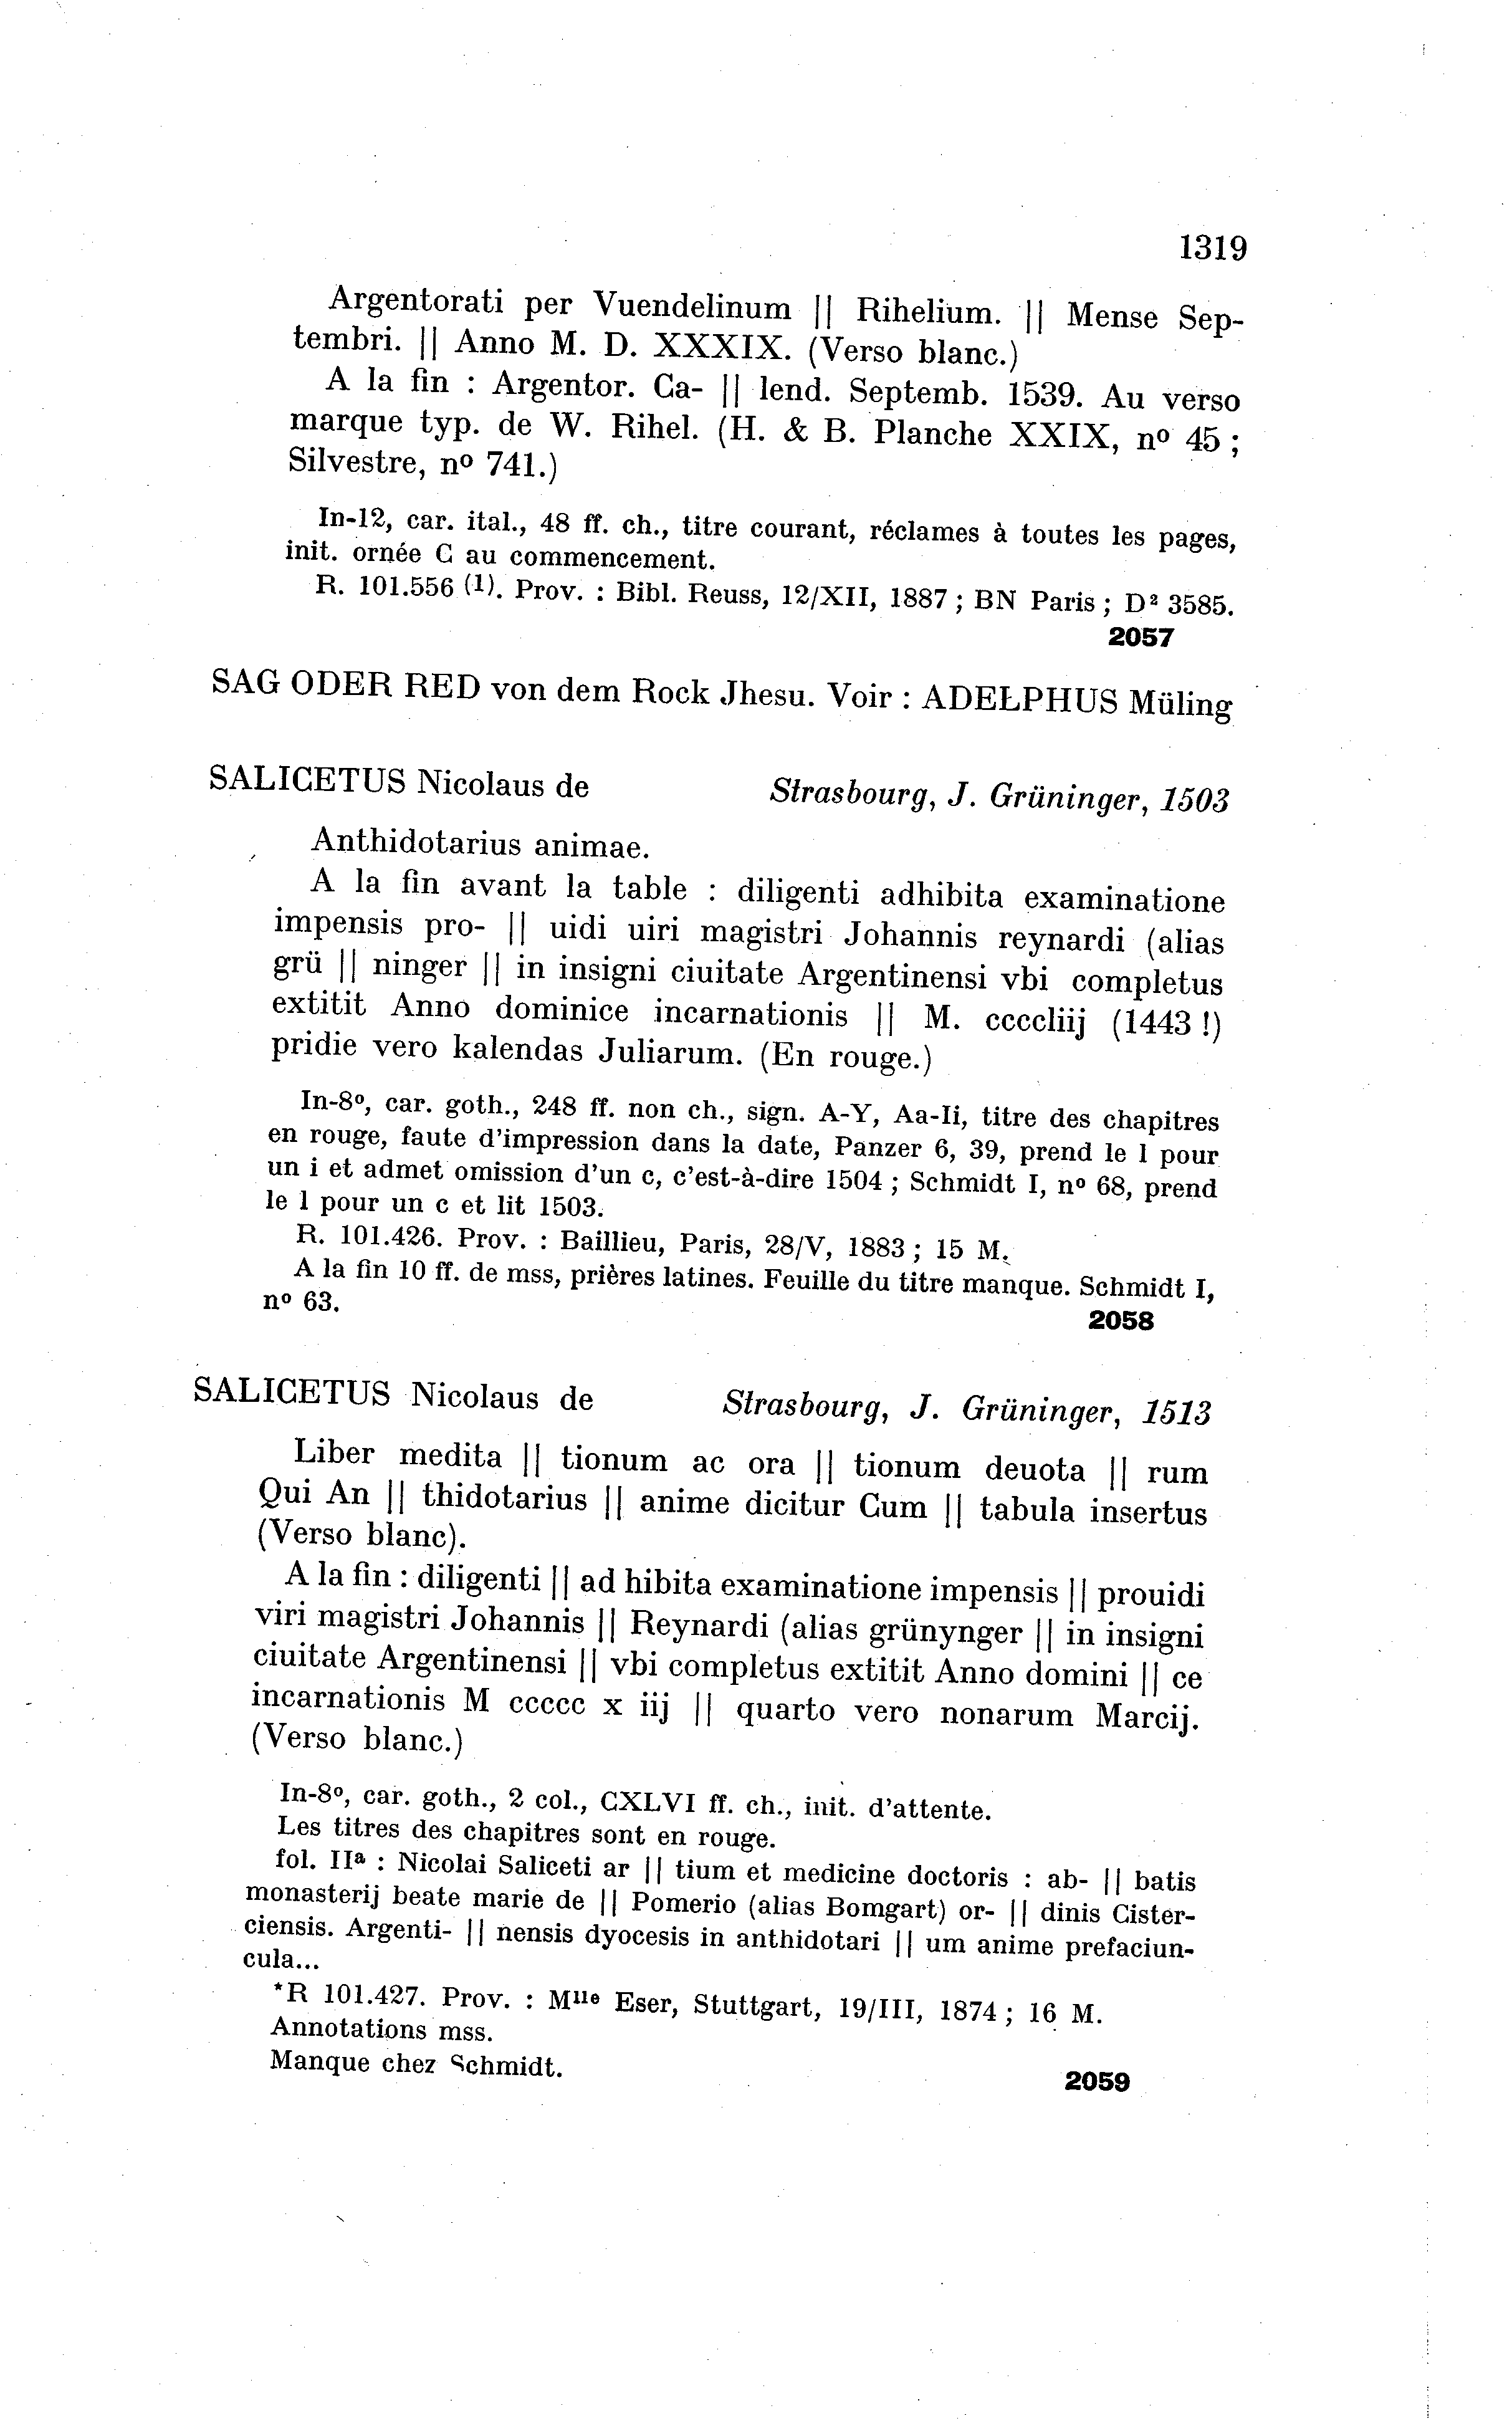 1319
Argentorati per Vuendelinum || Rihelium. || Mense Sep-
tembri. || Anno M. D. XXXIX. (Verso blanc.)
A la fin : Argentor. Ca- || lend. Septemb. 1539. Au verso
marque typ. de W. Rihel. (H. & B. Planche XXIX, nº 45 ;
Silvestre, nº 741.)
In-12, car. ital., 48 ff. ch., titre courant, réclames à toutes les pages,
init. ornée C au commencement.
R. 101.556 (1). Prov. : Bibl. Reuss, 12/XII, 1887 ; BN Paris ; D² 3585.
2057
SAG ODER RED von dem Rock Jhesu. Voir : ADELPHUS Müling
SALICETUS Nicolaus de Strasbourg, J. Grüninger, 1503
Anthidotarius animae.
A la fin avant la table : diligenti adhibita examinatione
impensis pro- || uidi uiri magistri Johannis reynardi (alias
grü || ninger || in insigni ciuitate Argentinensi vbi completus
extitit Anno dominice incarnationis || M. ccccliij (1443 !)
pridie vero kalendas Juliarum. (En rouge.)
In-8º, car. goth., 248 ff. non ch., sign. A-Y, Aa-Ii, titre des chapitres
en rouge, faute d'impression dans la date, Panzer 6, 39, prend le l pour
un i et admet omission d'un c, c'est-à-dire 1504 ; Schmidt I, nº 68, prend
le l pour un c et lit 1503.
R. 101.426. Prov. : Baillieu, Paris, 28/V, 1883 ; 15 M.
A la fin 10 ff. de mss, prières latines. Feuille du titre manque. Schmidt I,
nº 63.
2058
SALICETUS Nicolaus de Strasbourg, J. Grüninger, 1513
Liber medita || tionum ac ora || tionum deuota || rum
Qui An || thidotarius || anime dicitur Cum || tabula insertus
(Verso blanc).
A la fin : diligenti || ad hibita examinatione impensis || prouidi
viri magistri Johannis || Reynardi (alias grünynger || in insigni
ciuitate Argentinensi || vbi completus extitit Anno domini || ce
incarnationis M ccccc x iij || quarto vero nonarum Marcij.
(Verso blanc.)
In-8º, car. goth., 2 col., CXLVI ff. ch., init. d'attente.
Les titres des chapitres sont en rouge.
fol. IIª : Nicolai Saliceti ar || tium et medicine doctoris : ab- || batis
monasterij beate marie de || Pomerio (alias Bomgart) or- || dinis Cister-
ciensis. Argenti- || nensis dyocesis in anthidotari || um anime prefaciun-
cula...
*R 101.427. Prov. : Mlle Eser, Stuttgart, 19/III, 1874 ; 16 M.
Annotations mss.
Manque chez Schmidt.
2059